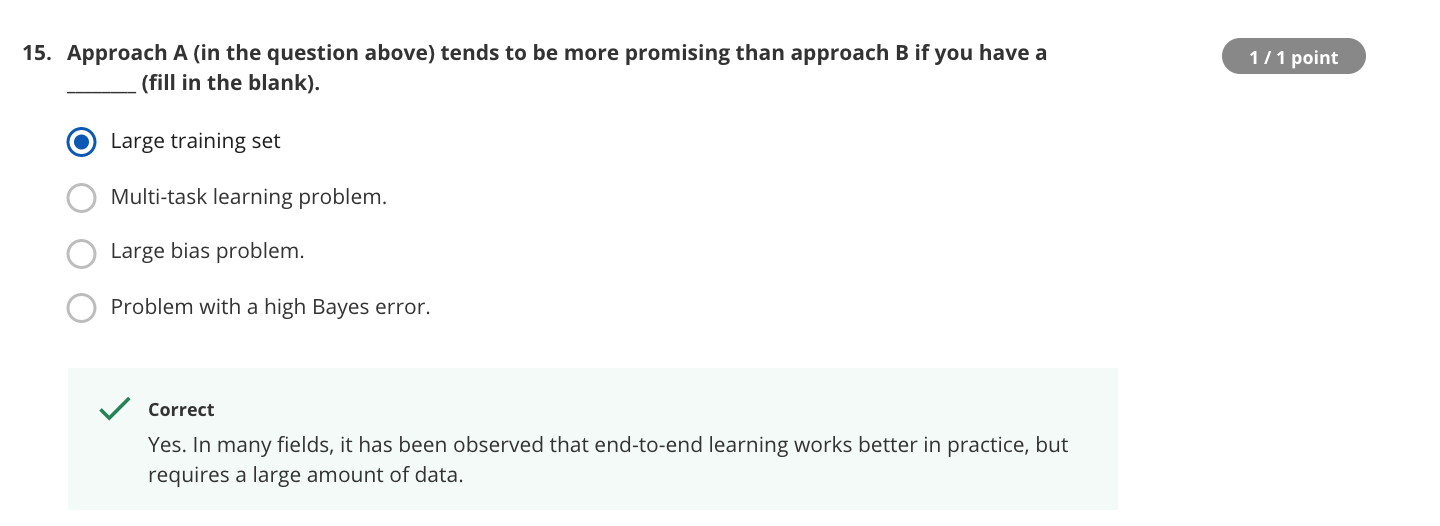 15. Approach A (in the question above) tends to be more promising than approach B if you have a
_______ (fill in the blank).
1 / 1 point
Large training set
Multi-task learning problem.
Large bias problem.
Problem with a high Bayes error.
Correct
Yes. In many fields, it has been observed that end-to-end learning works better in practice, but
requires a large amount of data.